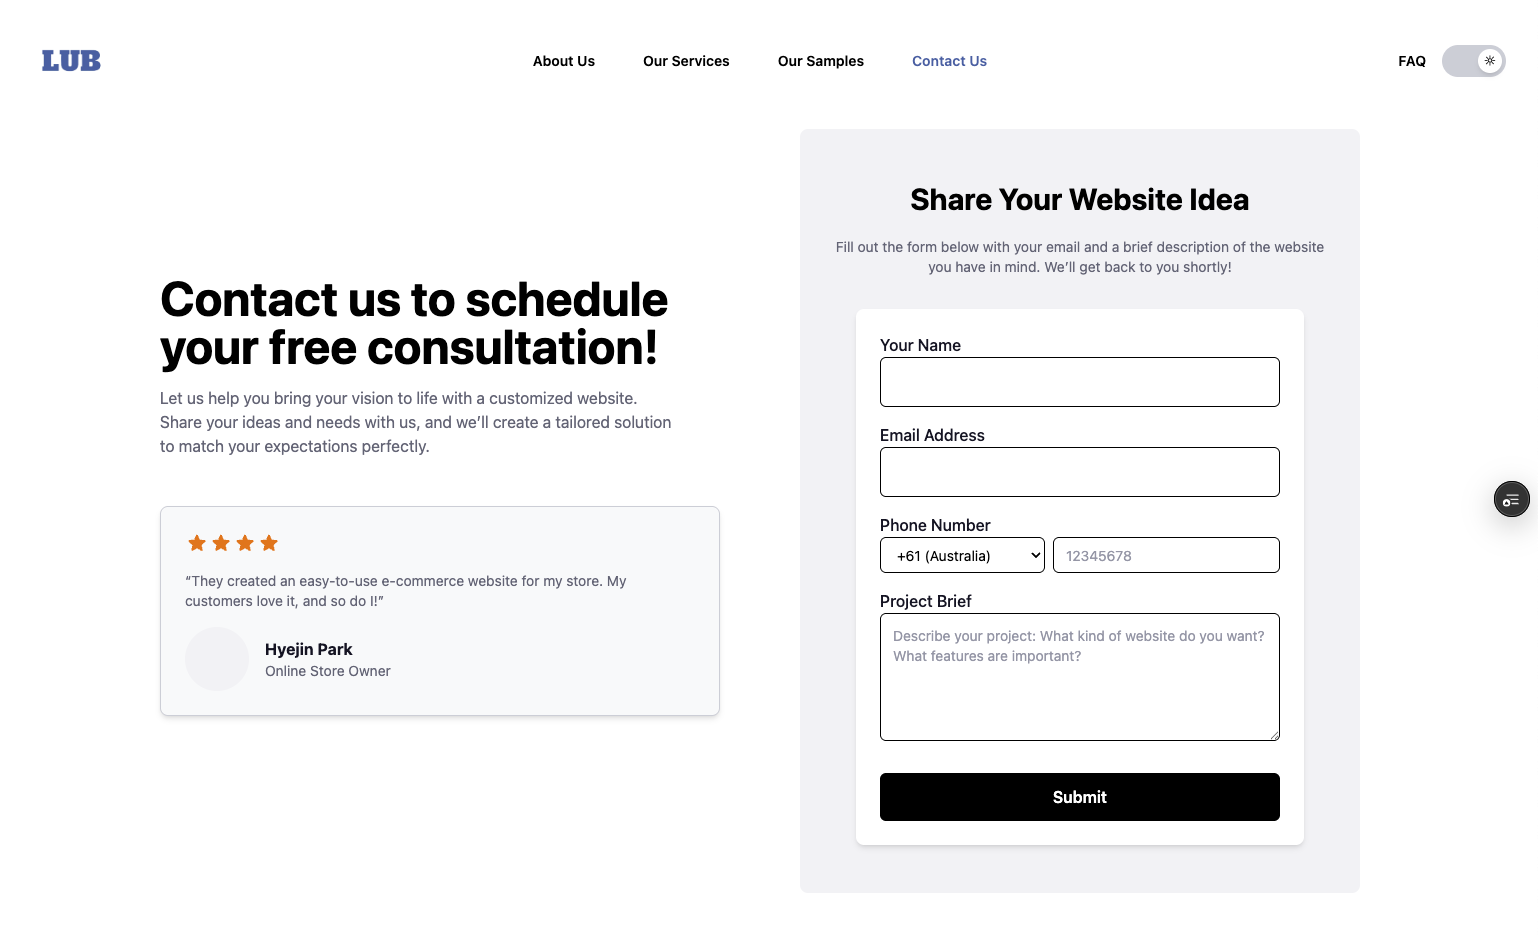 LUB
About Us
Our Services
Our Samples
Contact Us
FAQ
Contact us to schedule
your free consultation!
Let us help you bring your vision to life with a customized website.
Share your ideas and needs with us, and we’ll create a tailored solution
to match your expectations perfectly.
“They created an easy-to-use e-commerce website for my store. My
customers love it, and so do I!”
Hyejin Park
Online Store Owner
Share Your Website Idea
Fill out the form below with your email and a brief description of the website
you have in mind. We’ll get back to you shortly!
Your Name
Email Address
Phone Number
+61 (Australia)
12345678
Project Brief
Describe your project: What kind of website do you want?
What features are important?
Submit